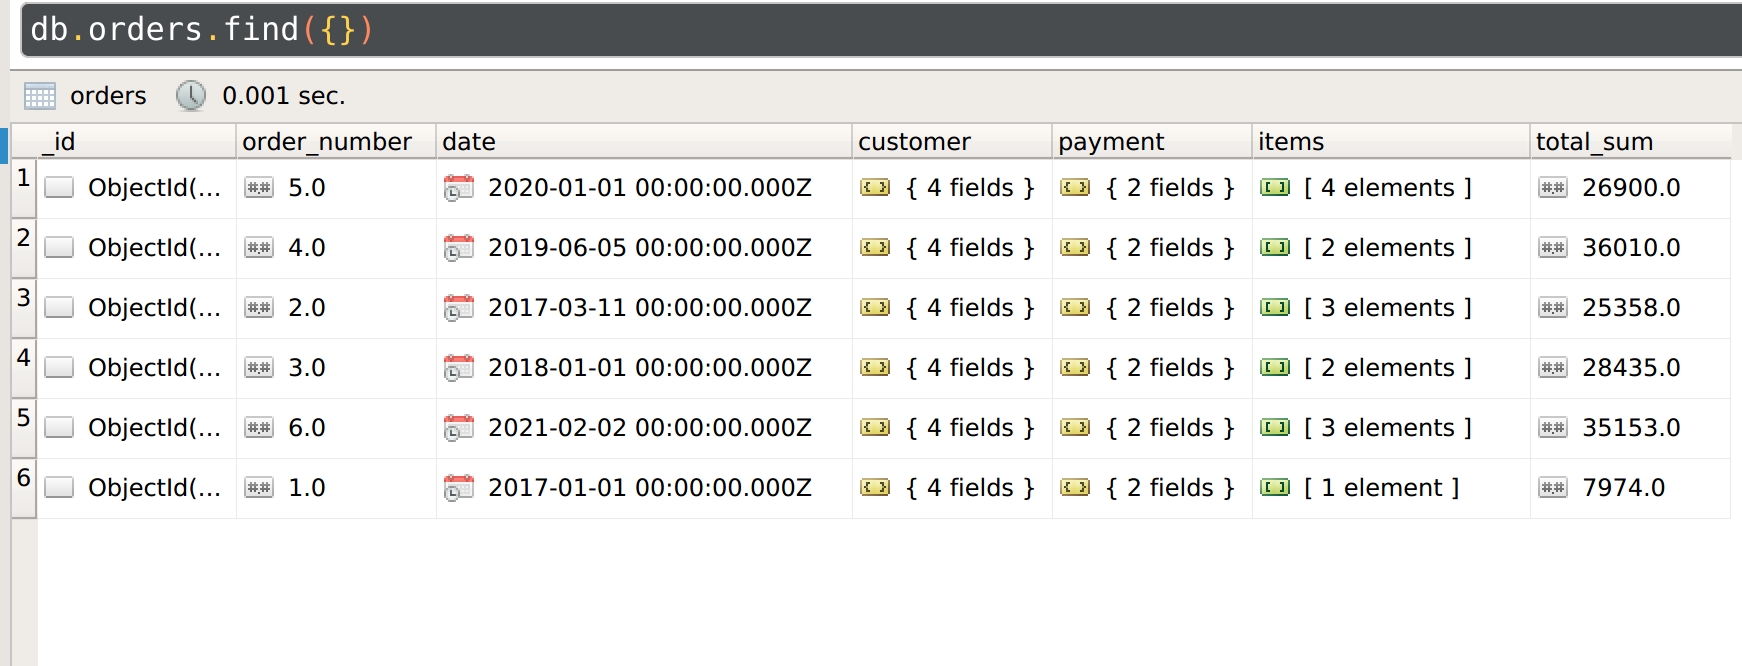 db.orders.find({})
orders 0.001 sec.
_id order_number date customer payment items total_sum
1 ObjectId(... 5.0 2020-01-01 00:00:00.000Z { 4 fields } { 2 fields } [ 4 elements ] 26900.0
2 ObjectId(... 4.0 2019-06-05 00:00:00.000Z { 4 fields } { 2 fields } [ 2 elements ] 36010.0
3 ObjectId(... 2.0 2017-03-11 00:00:00.000Z { 4 fields } { 2 fields } [ 3 elements ] 25358.0
4 ObjectId(... 3.0 2018-01-01 00:00:00.000Z { 4 fields } { 2 fields } [ 2 elements ] 28435.0
5 ObjectId(... 6.0 2021-02-02 00:00:00.000Z { 4 fields } { 2 fields } [ 3 elements ] 35153.0
6 ObjectId(... 1.0 2017-01-01 00:00:00.000Z { 4 fields } { 2 fields } [ 1 element ] 7974.0